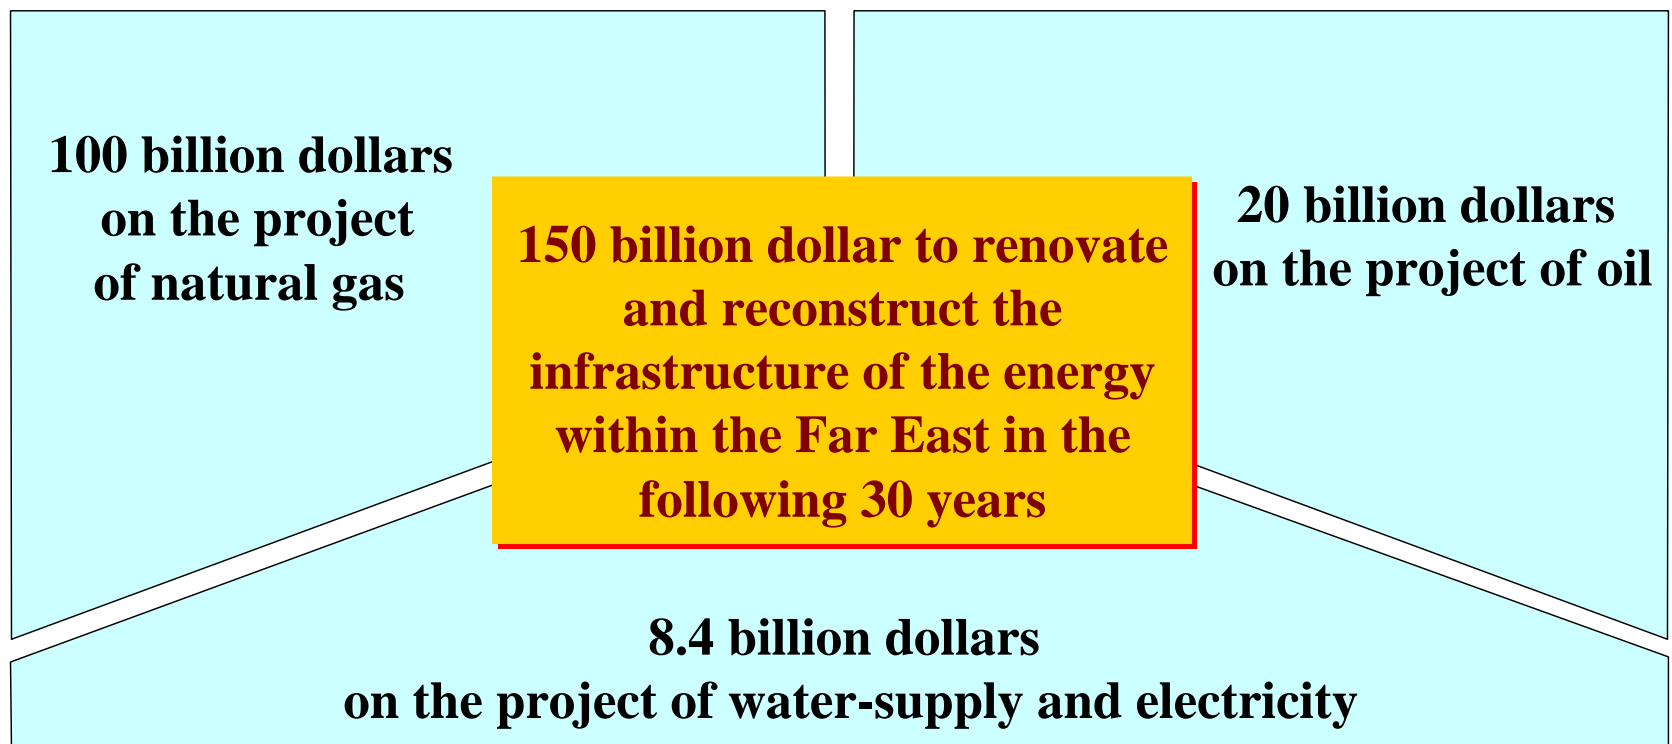 100 billion dollars
on the project
of natural gas
150 billion dollar to renovate
and reconstruct the
infrastructure of the energy
within the Far East in the
following 30 years
20 billion dollars
on the project of oil
8.4 billion dollars
on the project of water-supply and electricity